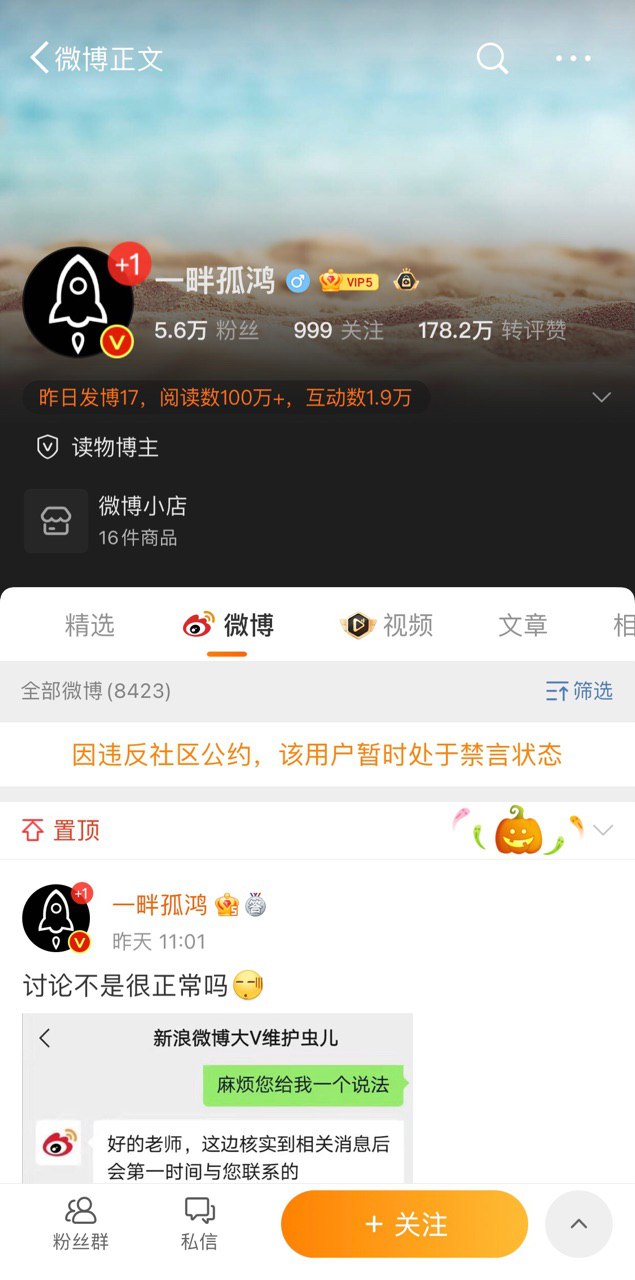 微博正文
+1
一畔孤鸿 VIP5
5.6万 粉丝 999 关注 178.2万 转评赞
昨日发博17，阅读数100万+，互动数1.9万
读物博主
微博小店
16件商品
精选 微博 视频 文章 相
全部微博(8423) 筛选
因违反社区公约，该用户暂时处于禁言状态
置顶
+1
一畔孤鸿
昨天 11:01
讨论不是很正常吗
新浪微博大V维护虫儿
麻烦您给我一个说法
好的老师，这边核实到相关消息后
会第一时间与您联系的
粉丝群 私信 + 关注